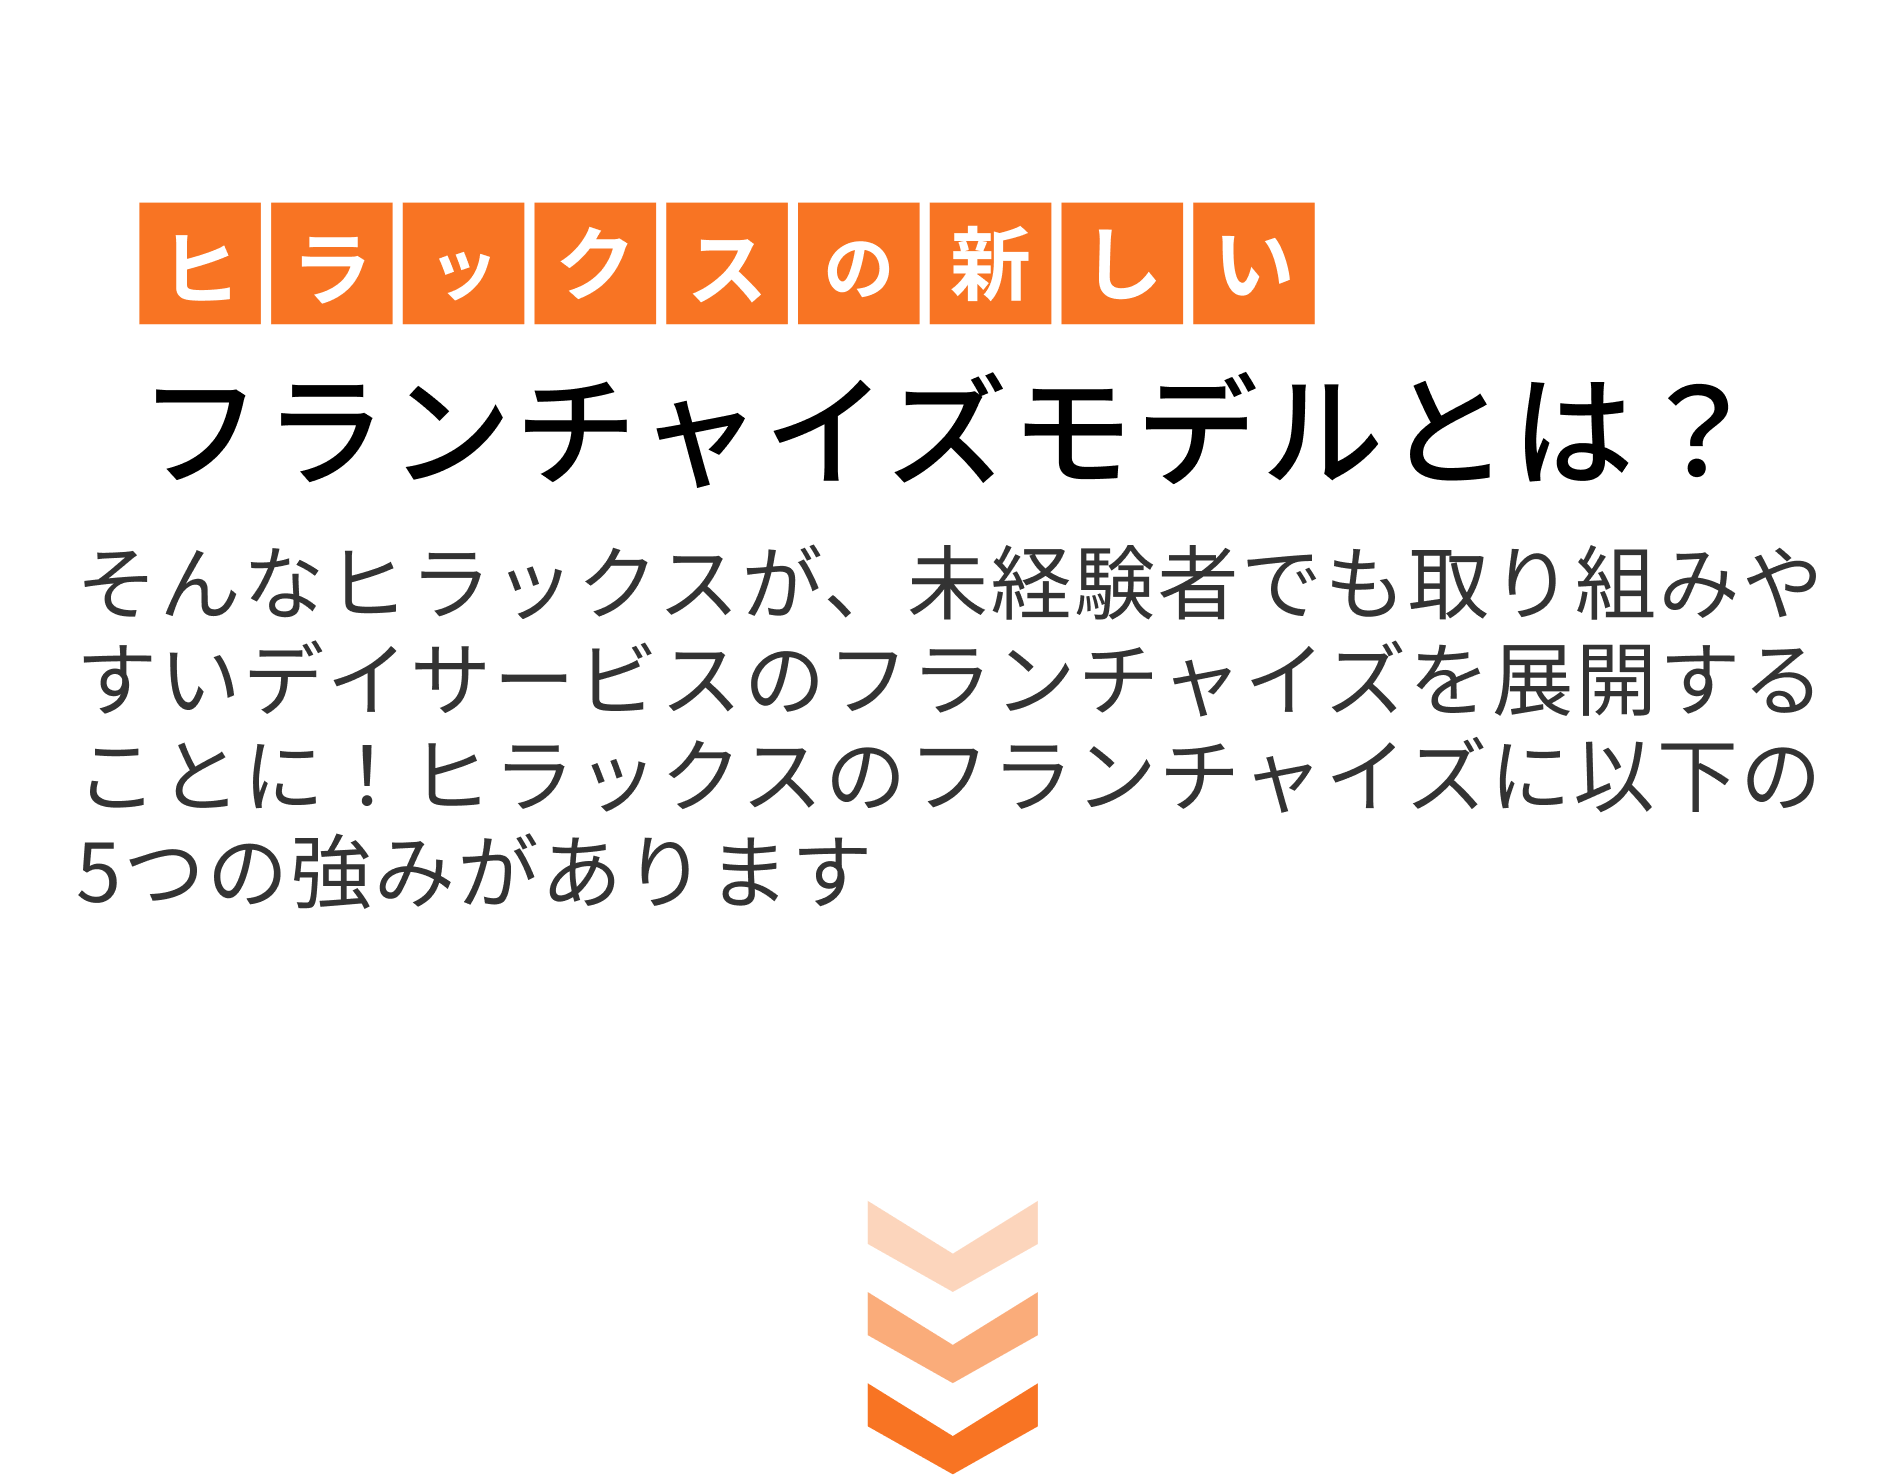 ヒラックスの新しい
フランチャイズモデルとは？
そんなヒラックスが、未経験者でも取り組みや
すいデイサービスのフランチャイズを展開する
ことに！ヒラックスのフランチャイズに以下の
5つの強みがあります